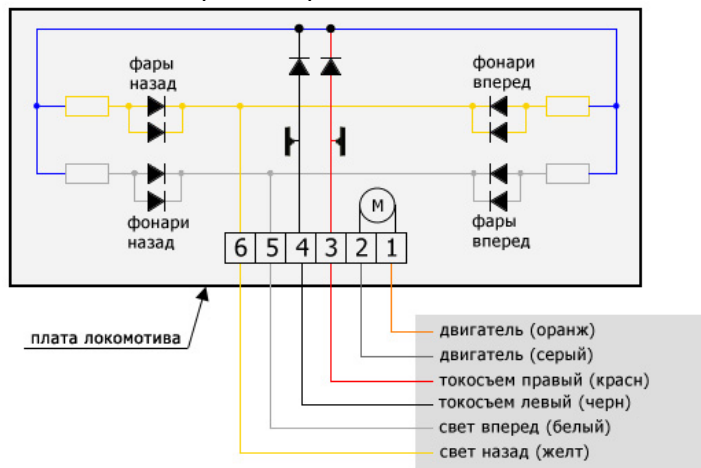 фары
назад
фонари
вперед
М
фонари
назад
фары
вперед
6 5 4 3 2 1
плата локомотива
двигатель (оранж)
двигатель (серый)
токосъем правый (красн)
токосъем левый (черн)
свет вперед (белый)
свет назад (желт)